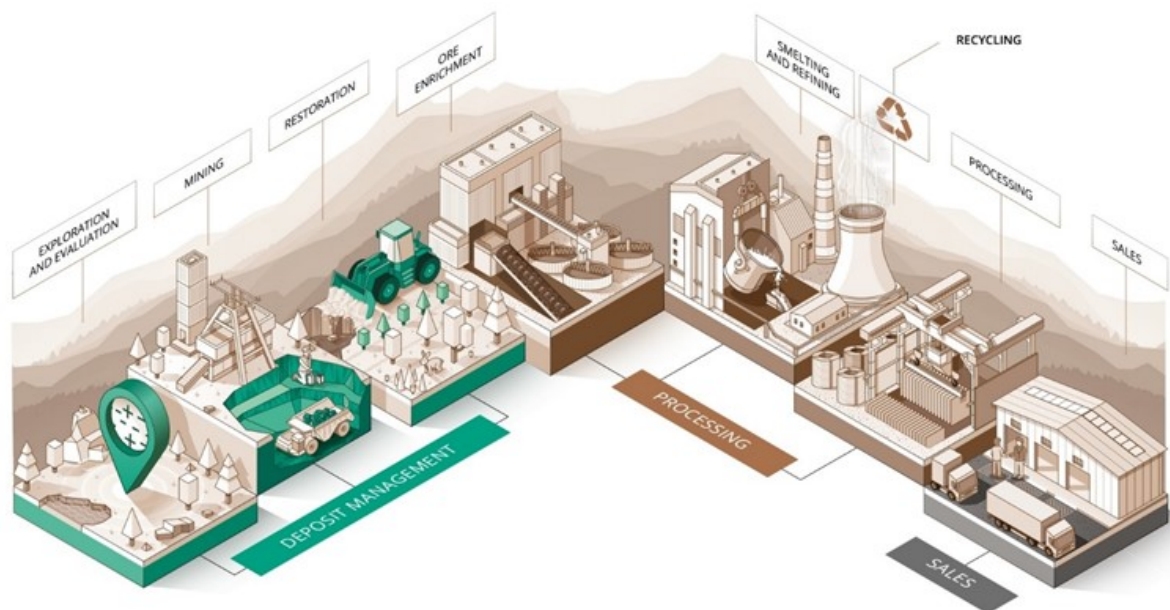 EXPLORATION
AND EVALUATION
MINING
RESTORATION
ORE
ENRICHMENT
SMELTING
AND REFINING
RECYCLING
PROCESSING
SALES
DEPOSIT MANAGEMENT
PROCESSING
SALES